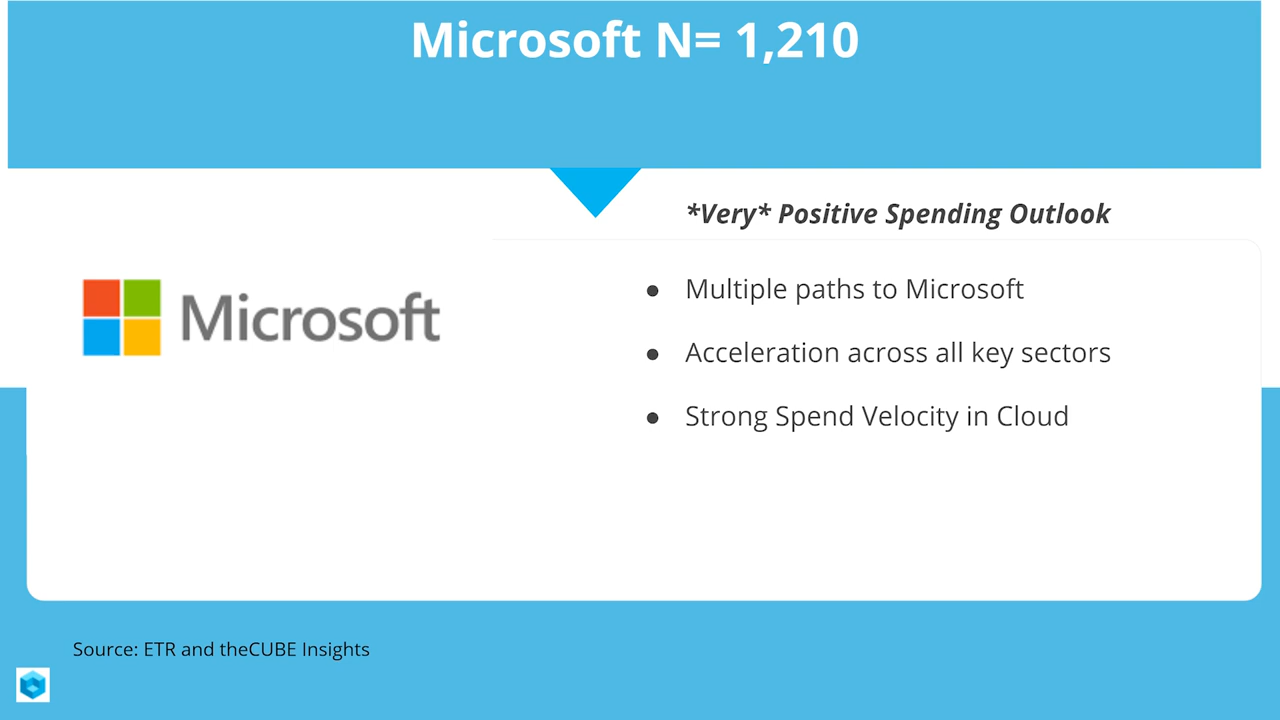 Microsoft N= 1,210
*Very* Positive Spending Outlook
Microsoft
● Multiple paths to Microsoft
● Acceleration across all key sectors
● Strong Spend Velocity in Cloud
Source: ETR and theCUBE Insights